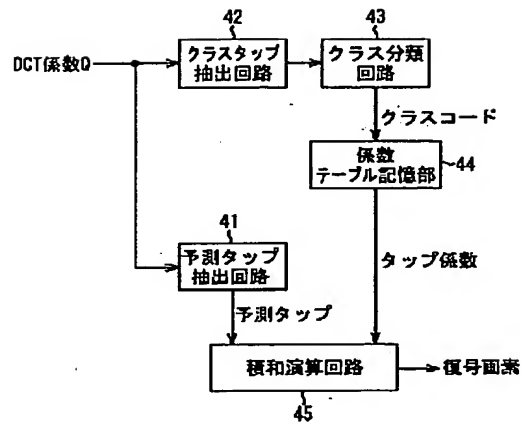 42
43
DCT係数Q
クラスタップ
抽出回路
クラス分類
回路
クラスコード
係数
テーブル記憶部
44
41
予測タップ
抽出回路
タップ係数
予測タップ
積和演算回路
復号画素
45